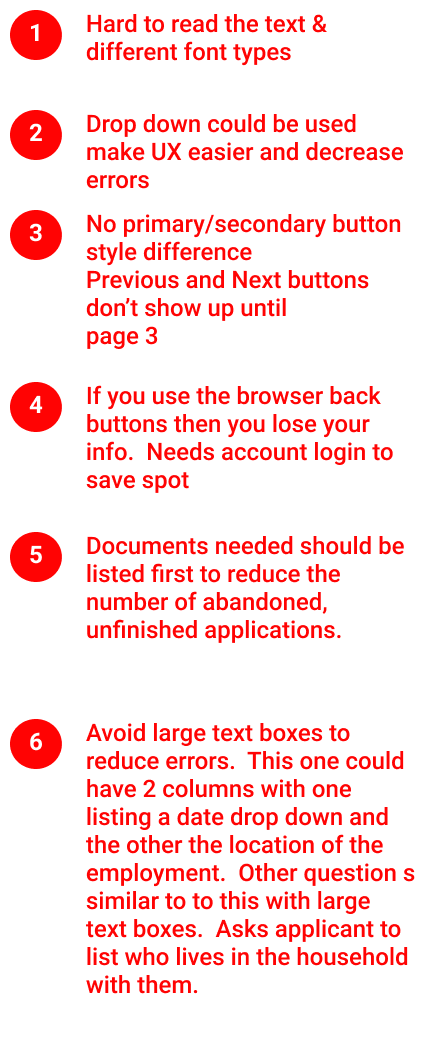 1
Hard to read the text &
different font types
2
Drop down could be used
make UX easier and decrease
errors
3
No primary/secondary button
style difference
Previous and Next buttons
don’t show up until
page 3
4
If you use the browser back
buttons then you lose your
info.  Needs account login to
save spot
5
Documents needed should be
listed first to reduce the
number of abandoned,
unfinished applications.
6
Avoid large text boxes to
reduce errors.  This one could
have 2 columns with one
listing a date drop down and
the other the location of the
employment.  Other question s
similar to to this with large
text boxes.  Asks applicant to
list who lives in the household
with them.